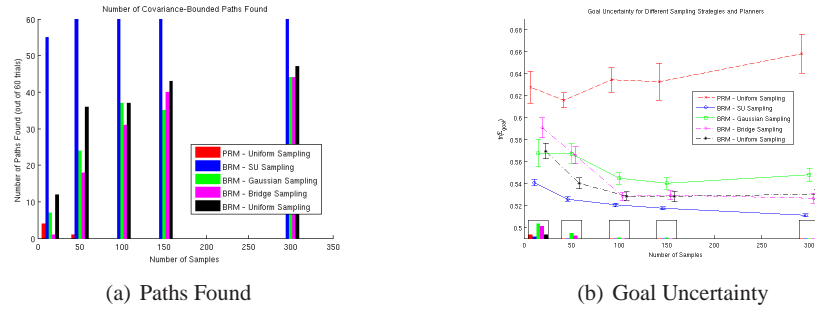 Number of Covariance-Bounded Paths Found
Number of Paths Found (out of 60 trials)
60
50
40
30
20
10
0
PRM - Uniform Sampling
BRM - SU Sampling
BRM - Gaussian Sampling
BRM - Bridge Sampling
BRM - Uniform Sampling
0 50 100 150 200 250 300 350
Number of Samples
(a) Paths Found
Goal Uncertainty for Different Sampling Strategies and Planners
tr(Σgoal)
0.68
0.66
0.64
0.62
0.6
0.58
0.56
0.54
0.52
0.5
PRM - Uniform Sampling
BRM - SU Sampling
BRM - Gaussian Sampling
BRM - Bridge Sampling
BRM - Uniform Sampling
0 50 100 150 200 250 300
Number of Samples
(b) Goal Uncertainty